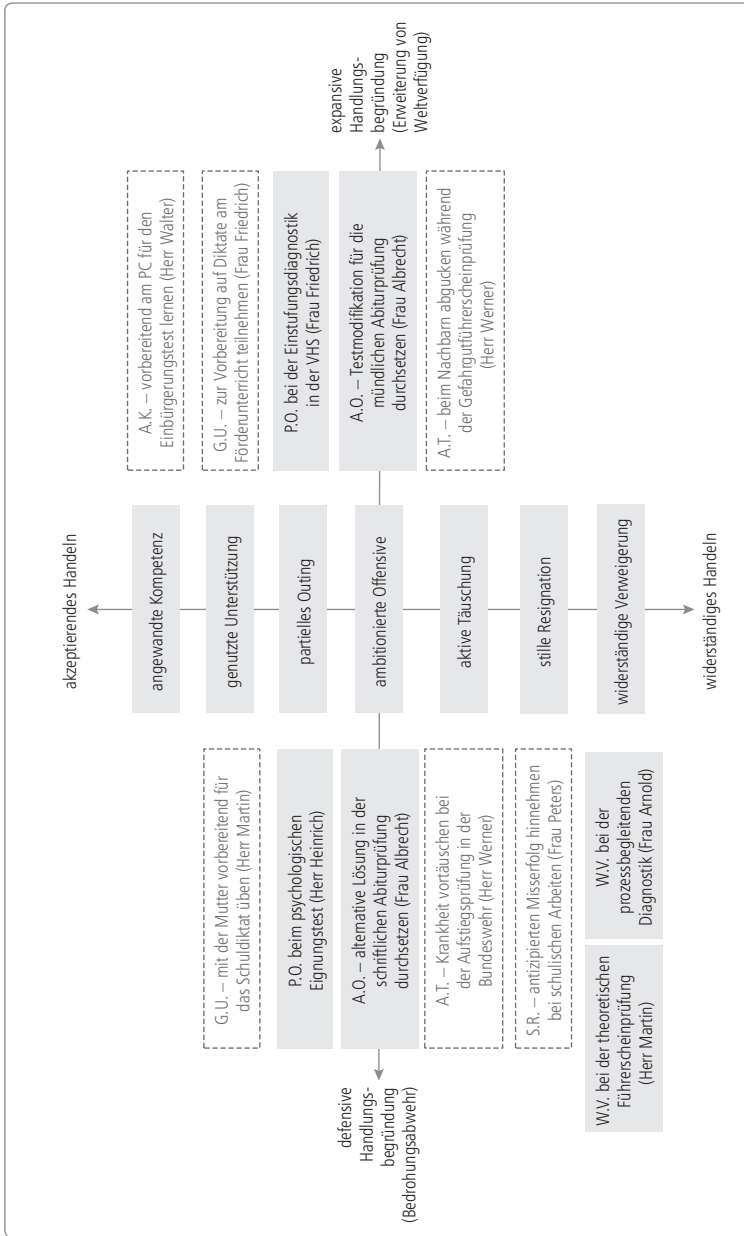 akzeptierendes Handeln
angewandte Kompetenz
genutzte Unterstützung
partielles Outing
ambitionierte Offensive
aktive Täuschung
stille Resignation
widerständige Verweigerung
widerständiges Handeln
defensive
Handlungs-
begründung
(Bedrohungsabwehr)
G.U. – mit der Mutter vorbereitend für
das Schuldiktat üben (Herr Martin)
P.O. beim psychologischen
Eignungstest (Herr Heinrich)
A.O. – alternative Lösung in der
schriftlichen Abiturprüfung
durchsetzen (Frau Albrecht)
A.T. – Krankheit vortäuschen bei
der Aufstiegsprüfung in der
Bundeswehr (Herr Werner)
S.R. – antizipierten Misserfolg hinnehmen
bei schulischen Arbeiten (Frau Peters)
W.V. bei der theoretischen
Führerscheinprüfung
(Herr Martin)
W.V. bei der
prozessbegleitenden
Diagnostik (Frau Arnold)
expansive
Handlungs-
begründung
(Erweiterung von
Weltverfügung)
A.K. – vorbereitend am PC für den
Einbürgerungstest lernen (Herr Walter)
G.U. – zur Vorbereitung auf Diktate am
Förderunterricht teilnehmen (Frau Friedrich)
P.O. bei der Einstufungsdiagnostik
in der VHS (Frau Friedrich)
A.O. – Testmodifikation für die
mündlichen Abiturprüfung
durchsetzen (Frau Albrecht)
A.T. – beim Nachbarn abgucken während
der Gefahrgutführerscheinprüfung
(Herr Werner)